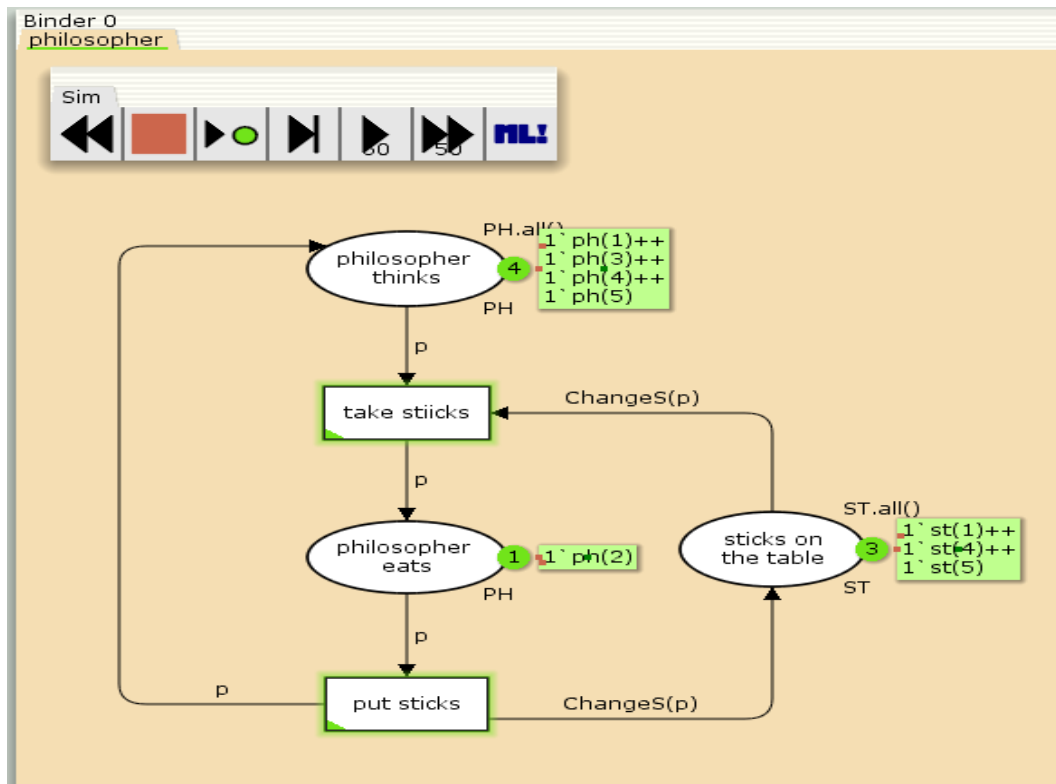 Binder 0
philosopher
Sim
50
ML!
PH.all()
philosopher
thinks
4
1`ph(1)++
1`ph(3)++
1`ph(4)++
1`ph(5)
PH
p
take stiicks
ChangeS(p)
p
ST.all()
philosopher
eats
1
1`ph(2)
PH
sticks on
the table
3
1`st(1)++
1`st(4)++
1`st(5)
ST
p
p
put sticks
ChangeS(p)